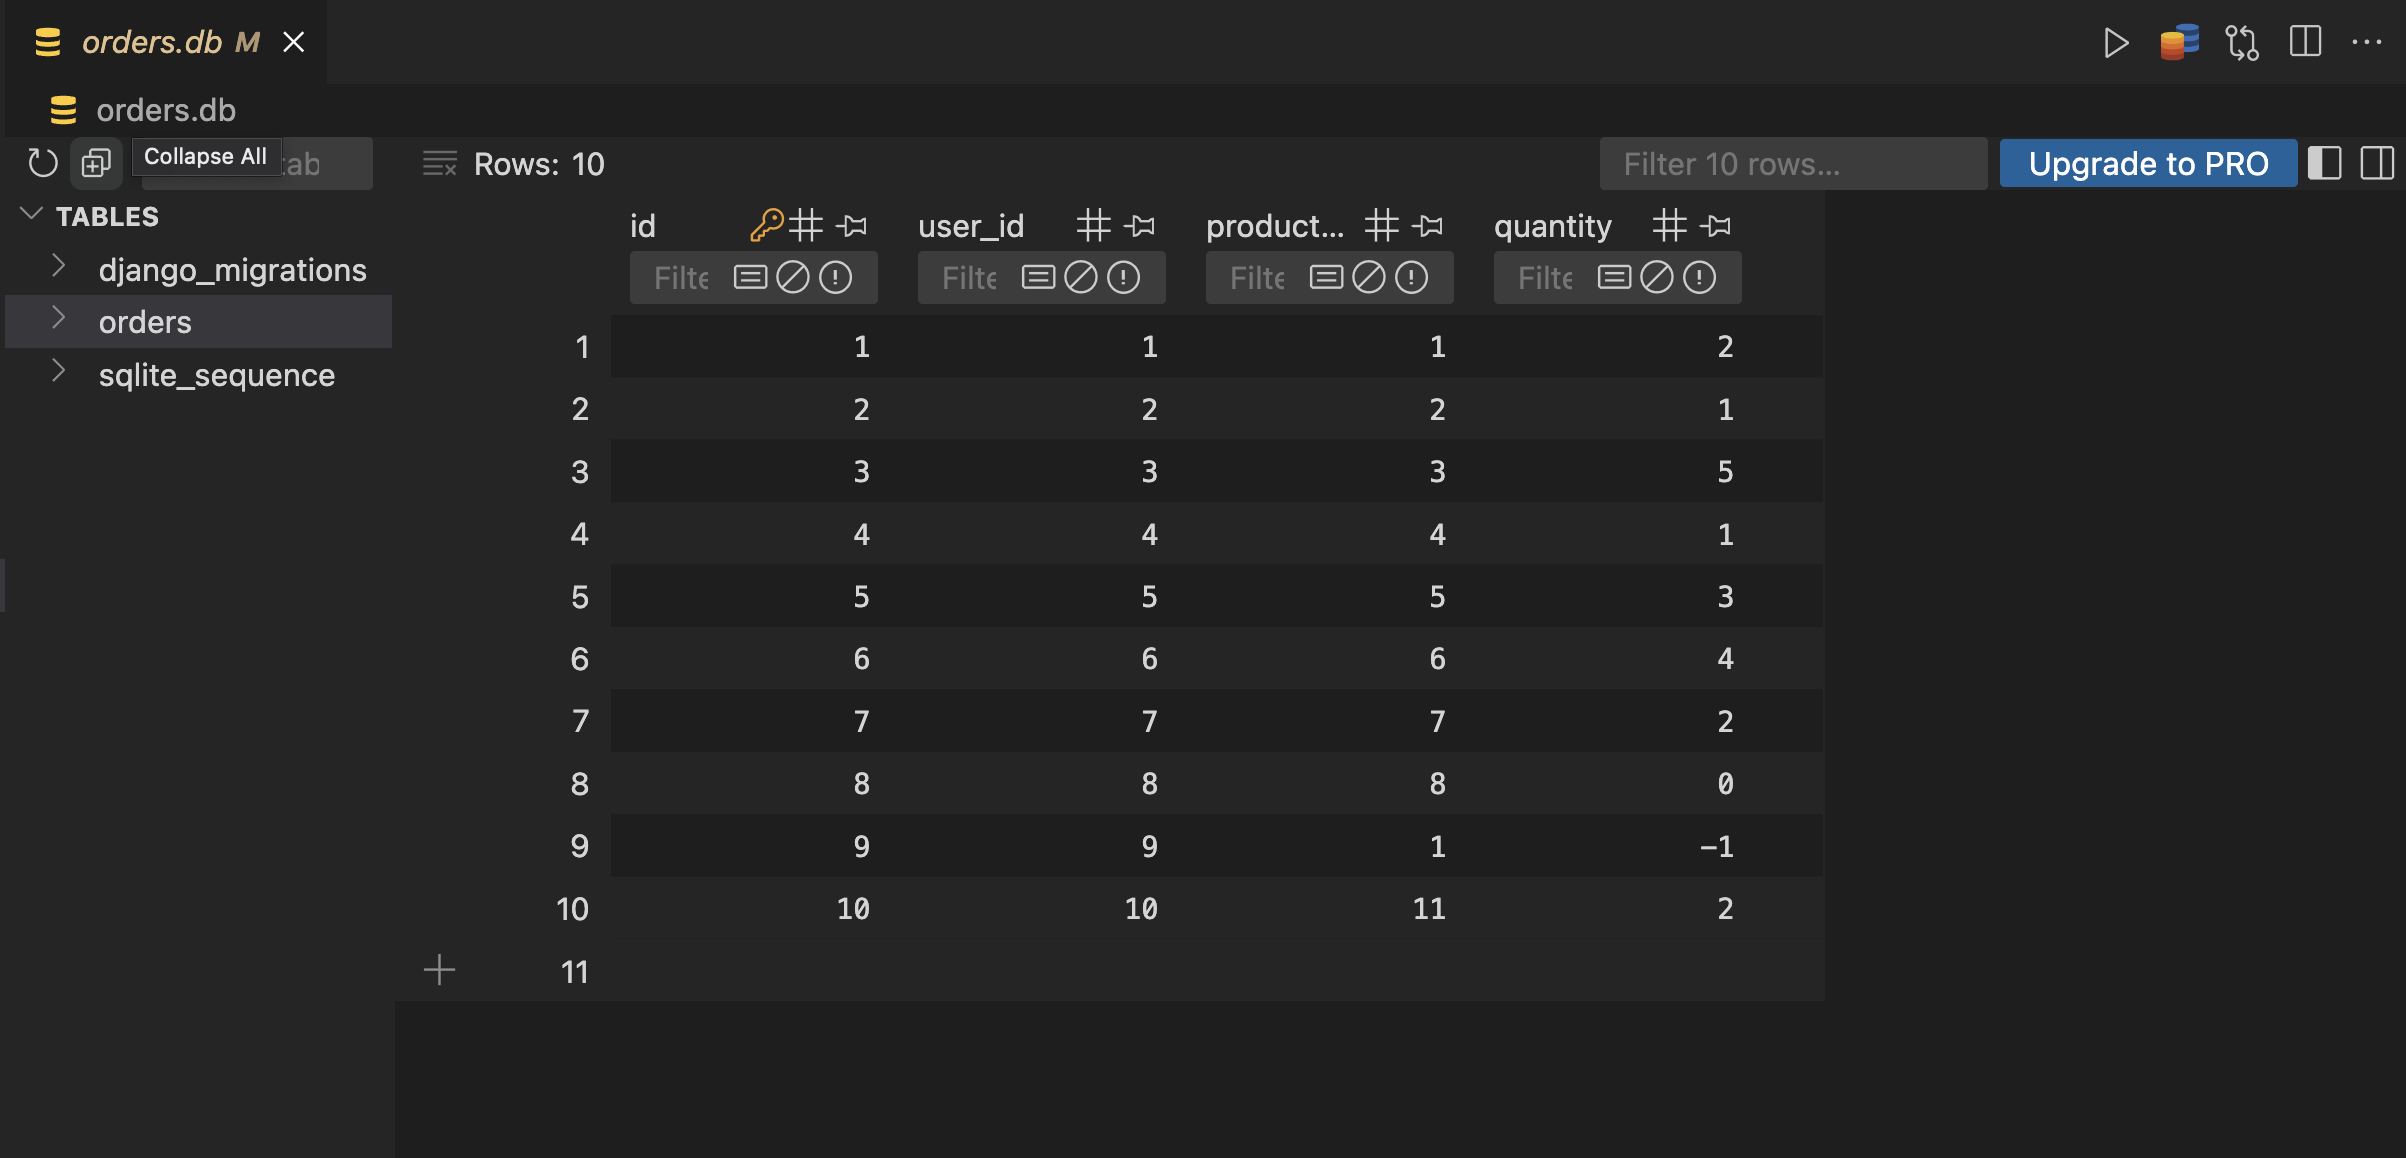 orders.db M
orders.db
Collapse All
Rows: 10
Filter 10 rows...
Upgrade to PRO
TABLES
django_migrations
orders
sqlite_sequence
id user_id product... quantity
Filte Filte Filte Filte
1 1 1 1 2
2 2 2 2 1
3 3 3 3 5
4 4 4 4 1
5 5 5 5 3
6 6 6 6 4
7 7 7 7 2
8 8 8 8 0
9 9 9 1 −1
10 10 10 11 2
11